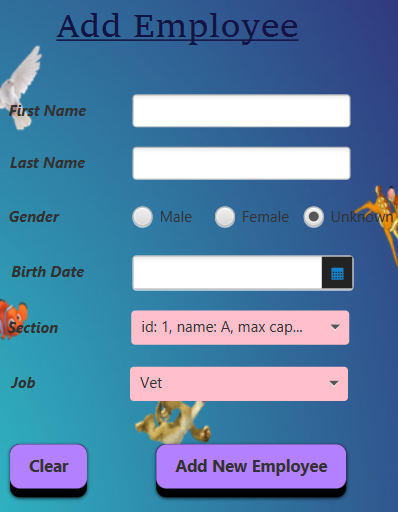 Add Employee
First Name
Last Name
Gender Male Female Unknown
Birth Date
Section id: 1, name: A, max cap...
Job Vet
Clear Add New Employee